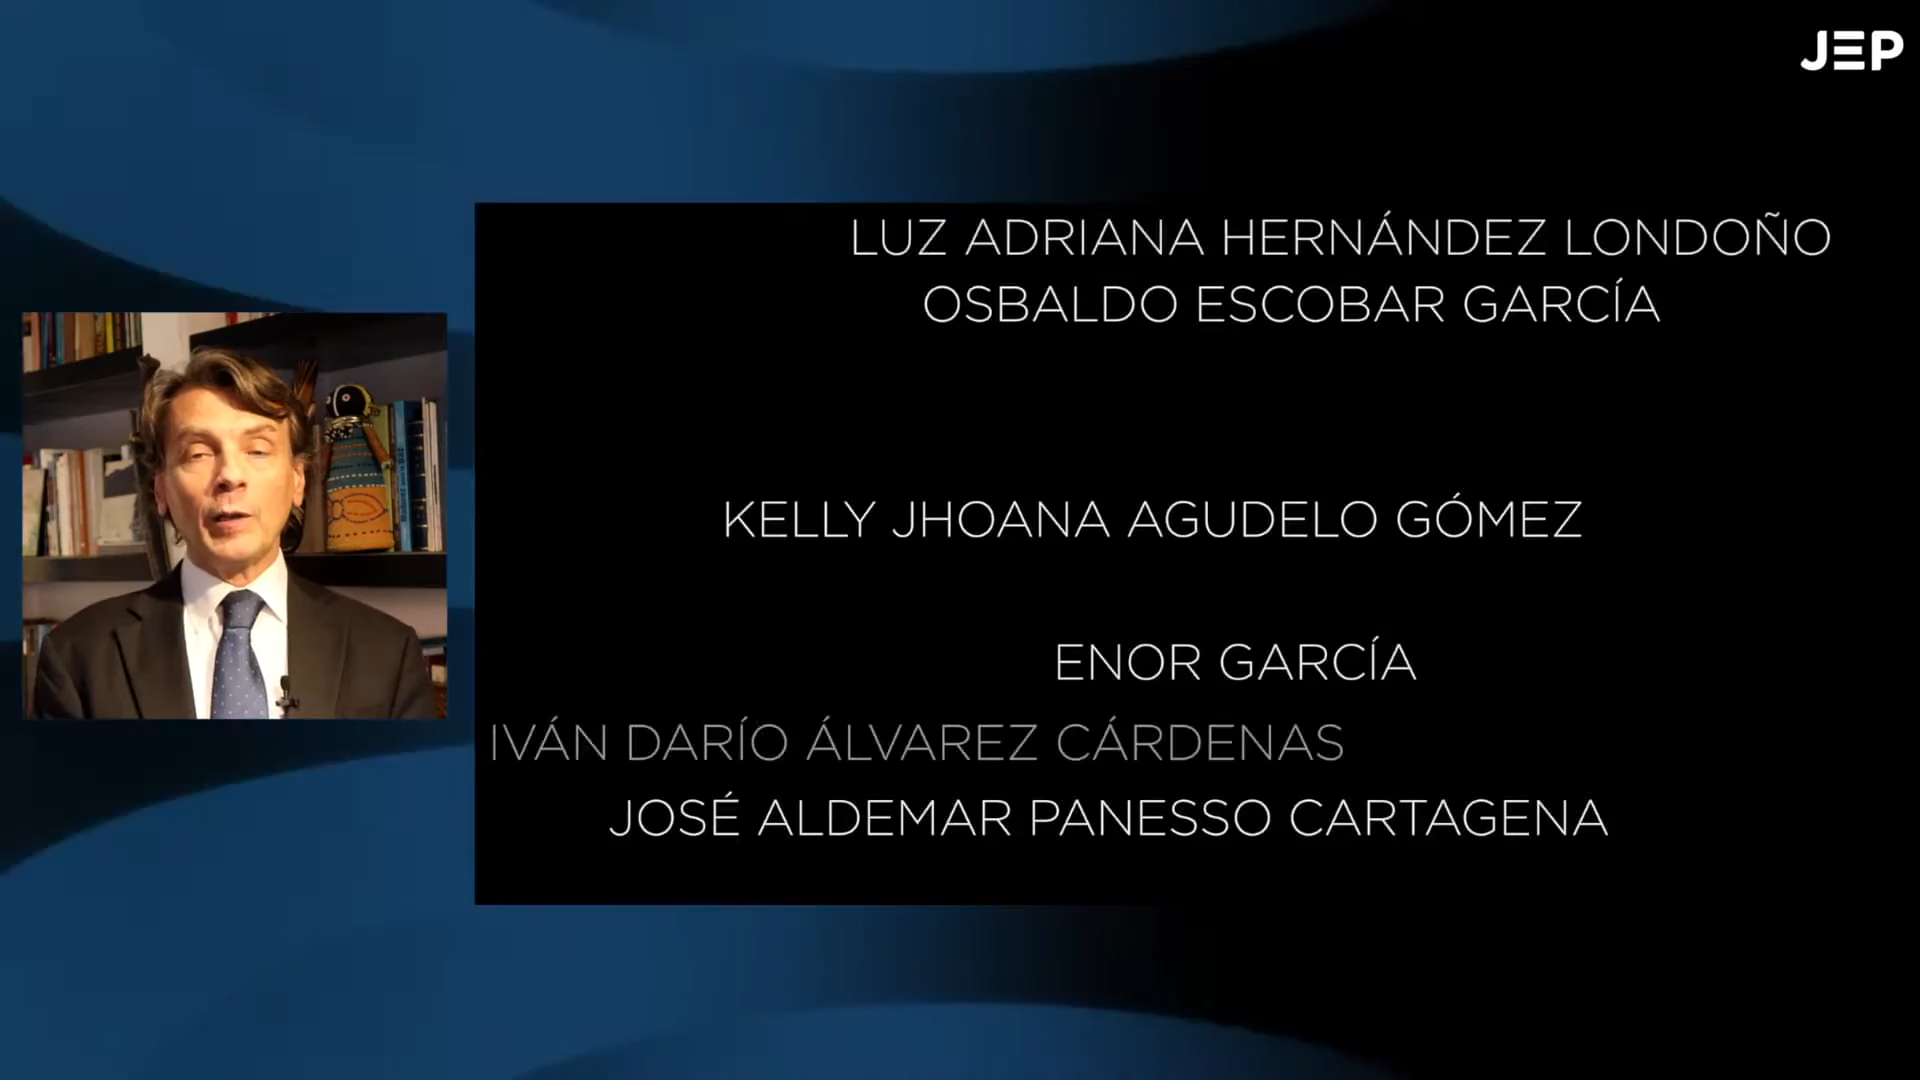 JEP
LUZ ADRIANA HERNÁNDEZ LONDOÑO
OSBALDO ESCOBAR GARCÍA
KELLY JHOANA AGUDELO GÓMEZ
ENOR GARCÍA
IVÁN DARÍO ÁLVAREZ CÁRDENAS
JOSÉ ALDEMAR PANESSO CARTAGENA